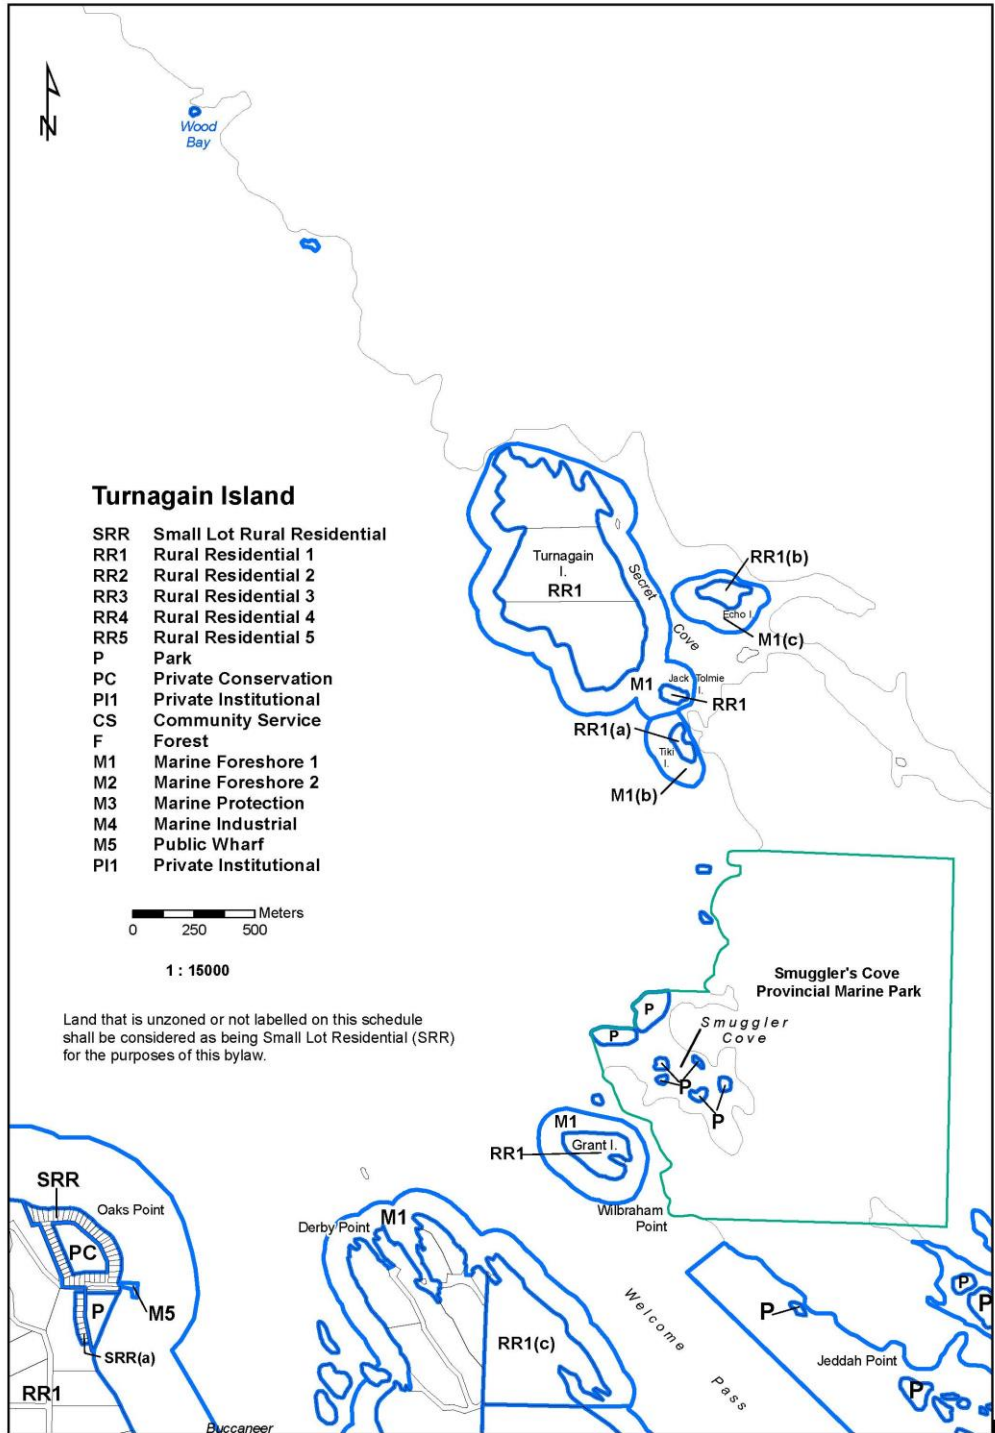 N
Wood
Bay
Turnagain Island
SRR Small Lot Rural Residential
RR1 Rural Residential 1
RR2 Rural Residential 2
RR3 Rural Residential 3
RR4 Rural Residential 4
RR5 Rural Residential 5
P Park
PC Private Conservation
PI1 Private Institutional
CS Community Service
F Forest
M1 Marine Foreshore 1
M2 Marine Foreshore 2
M3 Marine Protection
M4 Marine Industrial
M5 Public Wharf
PI1 Private Institutional
Meters
0 250 500
1 : 15000
Land that is unzoned or not labelled on this schedule
shall be considered as being Small Lot Residential (SRR)
for the purposes of this bylaw.
Turnagain
I.
RR1
Secret
Cove
RR1(b)
Echo I.
M1(c)
M1
Jack Tolmie
I.
RR1
RR1(a)
Tiki
I.
M1(b)
Smuggler's Cove
Provincial Marine Park
P
P
Smuggler
Cove
P
P
M1
Grant I.
RR1
Wilbraham
Point
SRR
Oaks Point
PC
P
M5
SRR(a)
RR1
Buccaneer
Derby Point
M1
RR1(c)
Welcome
Pass
P
Jeddah Point
P
P
P